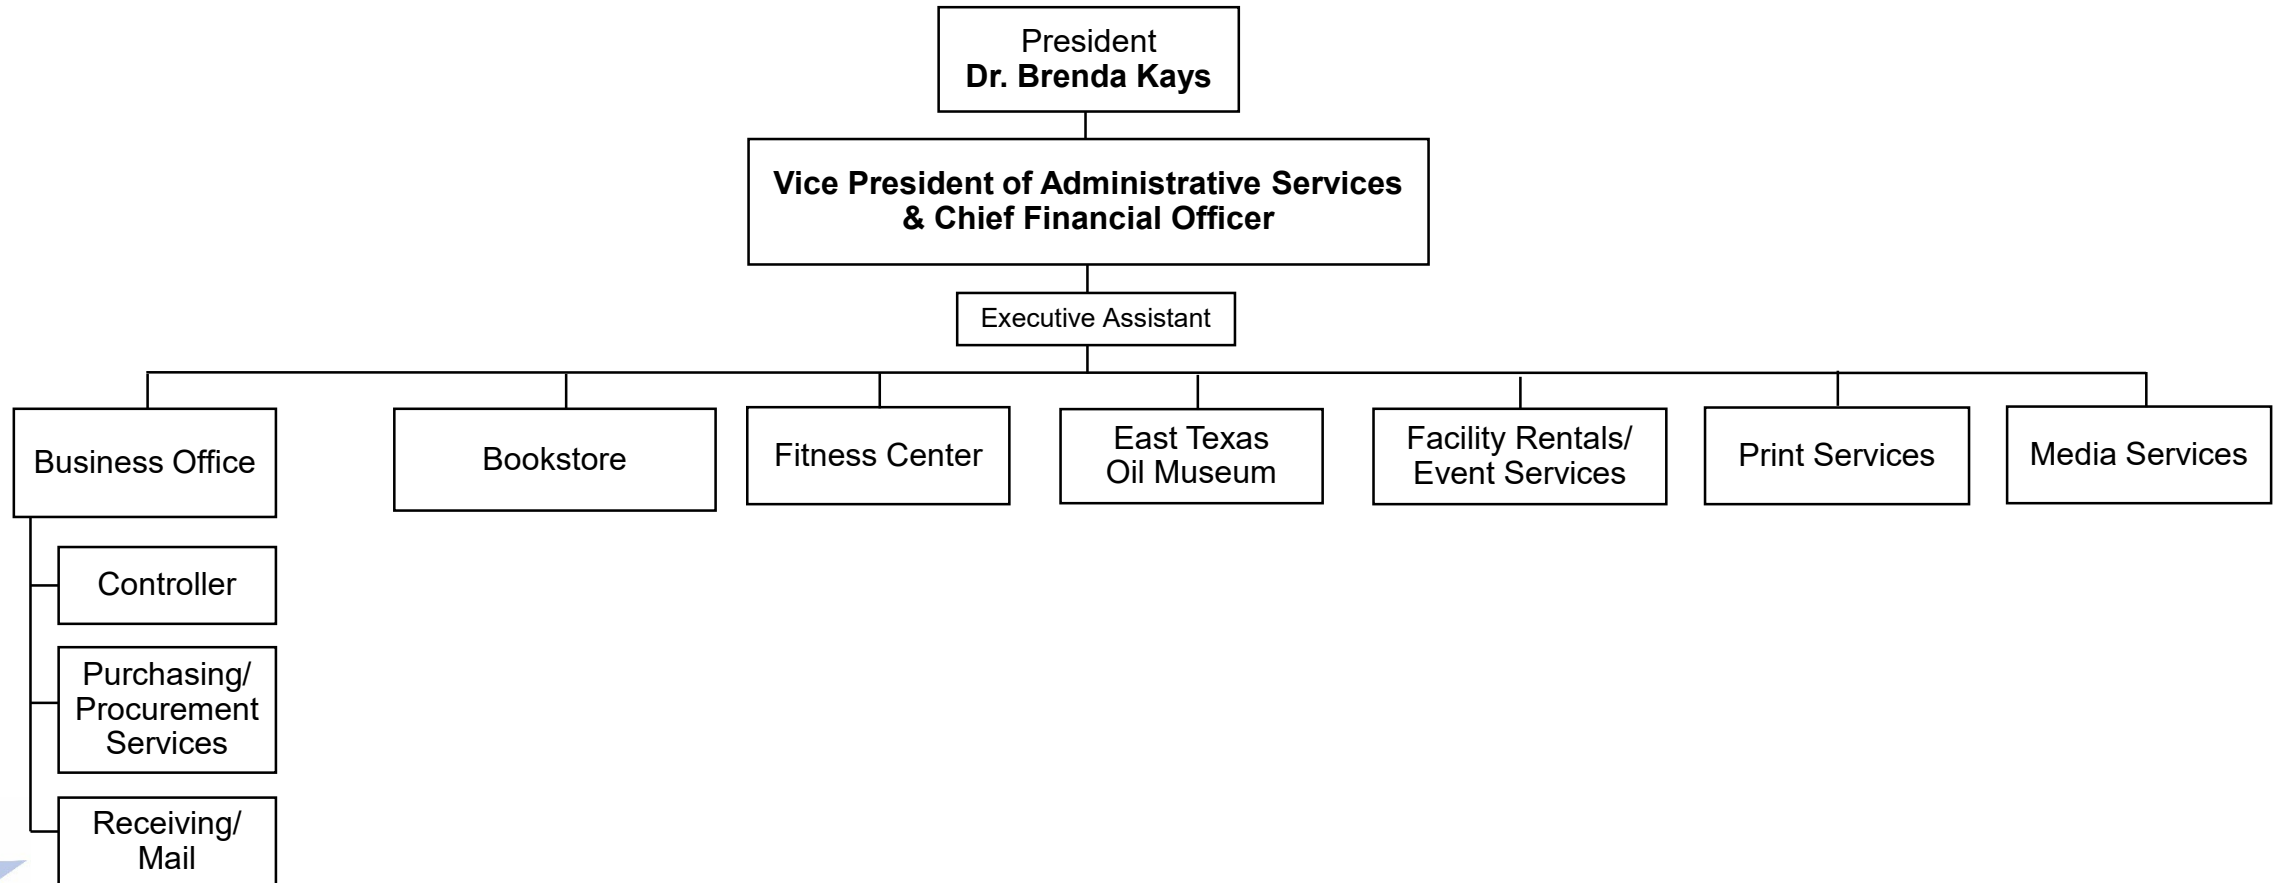 President
Dr. Brenda Kays
Vice President of Administrative Services
& Chief Financial Officer
Executive Assistant
Business Office
Bookstore
Fitness Center
East Texas
Oil Museum
Facility Rentals/
Event Services
Print Services
Media Services
Controller
Purchasing/
Procurement
Services
Receiving/
Mail